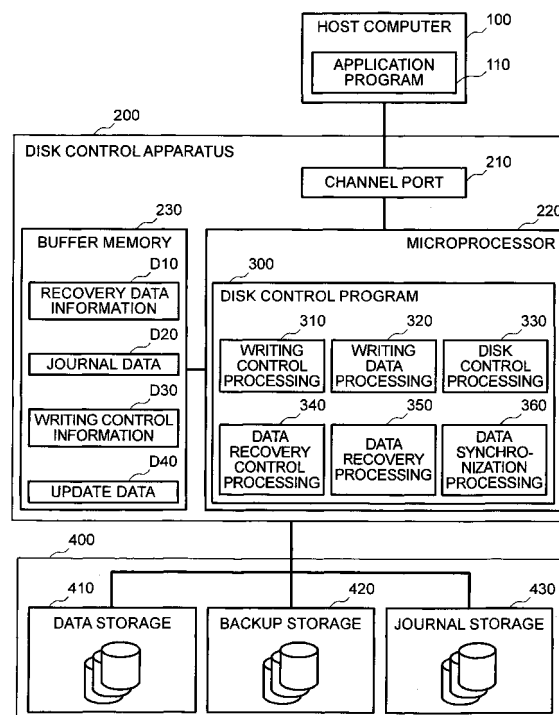 HOST COMPUTER
100
APPLICATION
PROGRAM
110
200
DISK CONTROL APPARATUS
CHANNEL PORT
210
230
BUFFER MEMORY
D10
RECOVERY DATA
INFORMATION
D20
JOURNAL DATA
D30
WRITING CONTROL
INFORMATION
D40
UPDATE DATA
220
MICROPROCESSOR
300
DISK CONTROL PROGRAM
310
WRITING
CONTROL
PROCESSING
320
WRITING
DATA
PROCESSING
330
DISK
CONTROL
PROCESSING
340
DATA
RECOVERY
CONTROL
PROCESSING
350
DATA
RECOVERY
PROCESSING
360
DATA
SYNCHRO-
NIZATION
PROCESSING
400
410
DATA STORAGE
420
BACKUP STORAGE
430
JOURNAL STORAGE